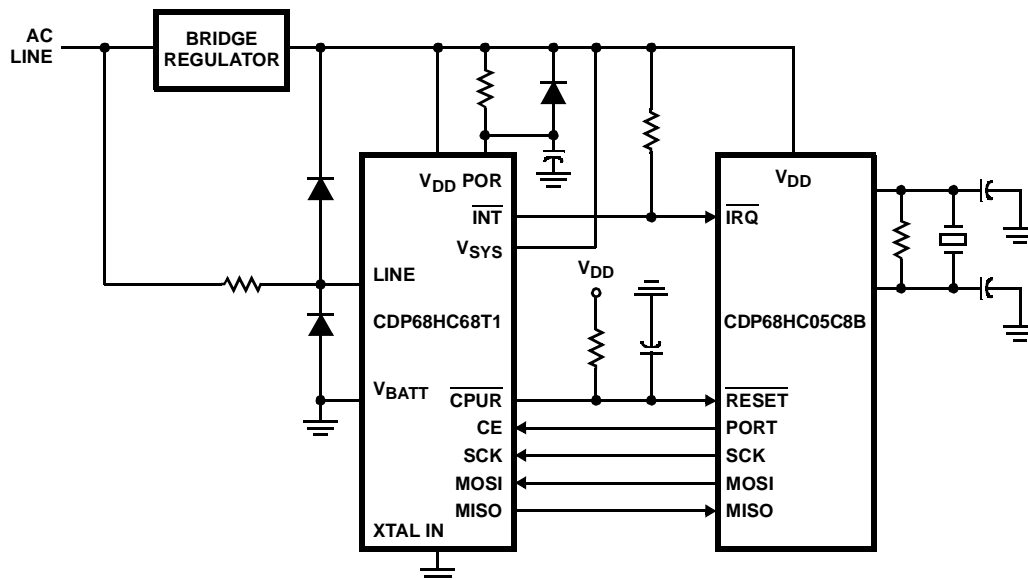 AC
LINE
BRIDGE
REGULATOR
VDD POR
INT
VSYS
LINE
CDP68HC68T1
VBATT
CPUR
CE
SCK
MOSI
MISO
XTAL IN
VDD
VDD
IRQ
CDP68HC05C8B
RESET
PORT
SCK
MOSI
MISO